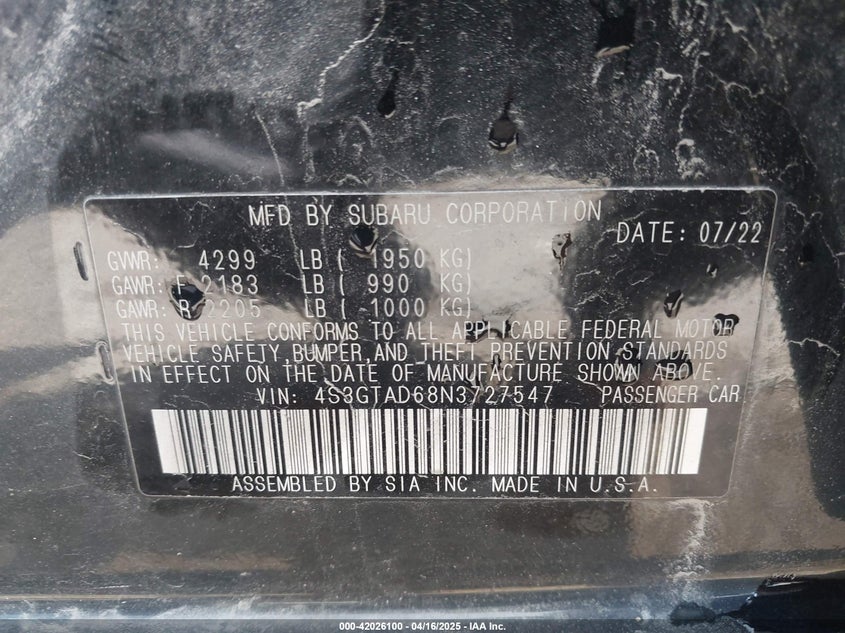 MFD BY SUBARU CORPORATION
DATE: 07/22
GVWR: 4299 LB ( 1950 KG)
GAWR: F 2183 LB ( 990 KG)
GAWR: R 2205 LB ( 1000 KG)
THIS VEHICLE CONFORMS TO ALL APPLICABLE FEDERAL MOTOR
VEHICLE SAFETY, BUMPER, AND THEFT PREVENTION STANDARDS
IN EFFECT ON THE DATE OF MANUFACTURE SHOWN ABOVE.
VIN: 4S3GTAD68N3727547 PASSENGER CAR
ASSEMBLED BY SIA INC. MADE IN U.S.A.
000-42026100 - 04/16/2025 - IAA Inc.